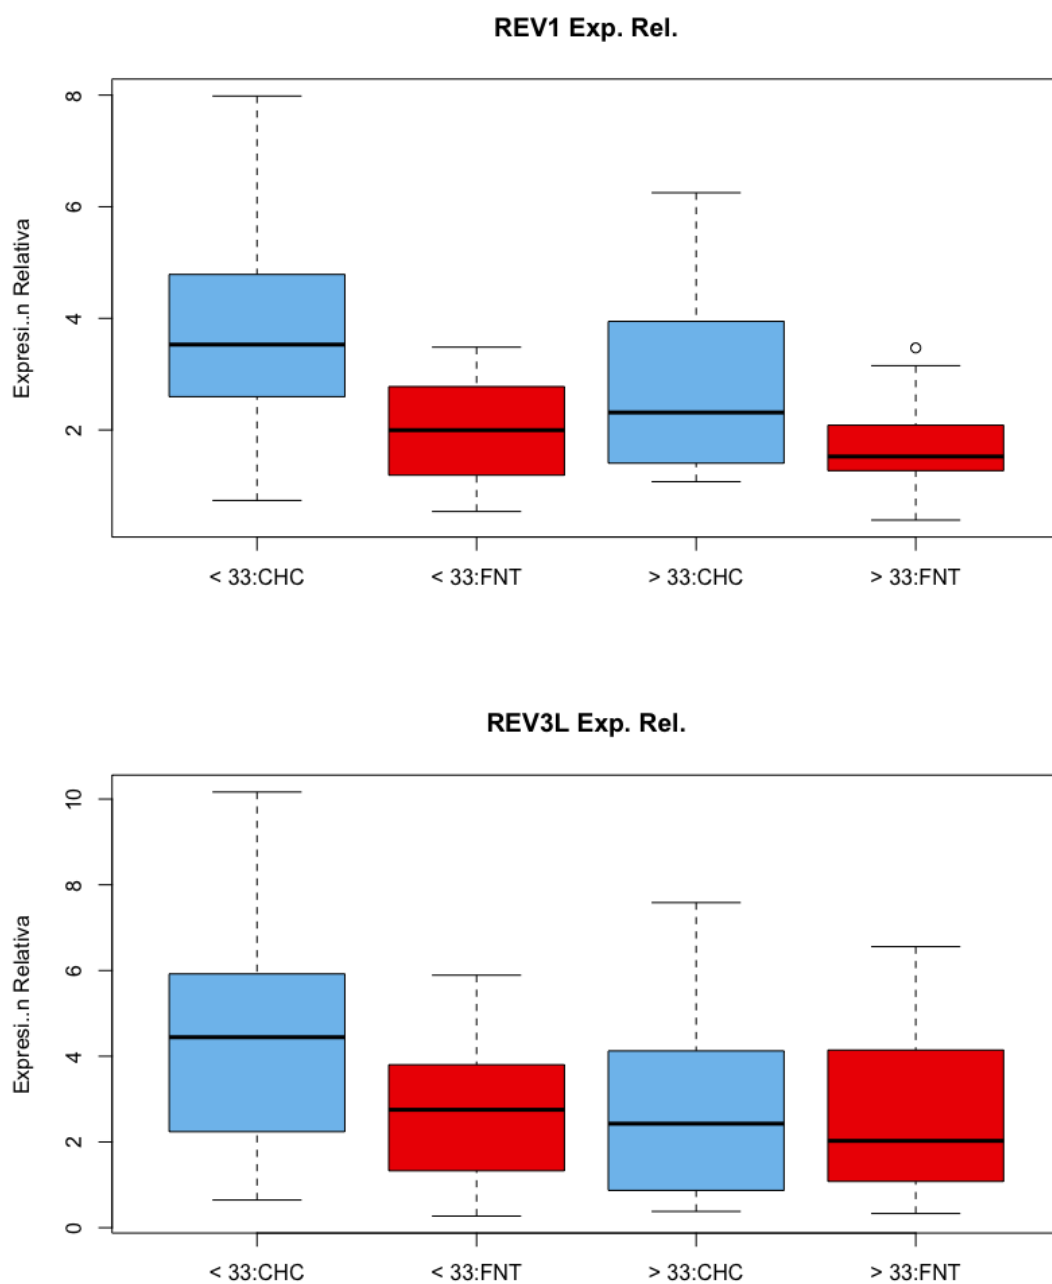 REV1 Exp. Rel.
Expresi..n Relativa
8
6
4
2
< 33:CHC < 33:FNT > 33:CHC > 33:FNT
REV3L Exp. Rel.
Expresi..n Relativa
10
8
6
4
2
0
< 33:CHC < 33:FNT > 33:CHC > 33:FNT